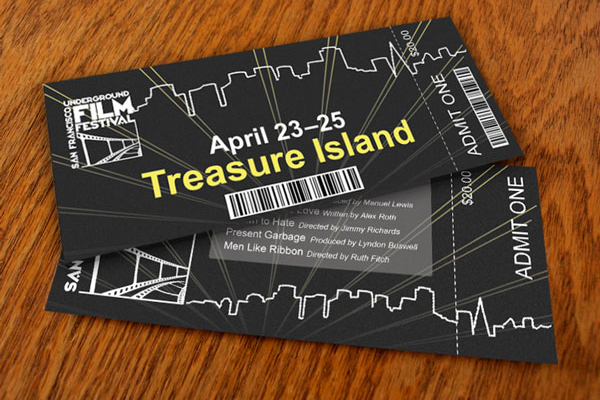 SAN FRANCISCO
UNDERGROUND
FILM
FESTIVAL
April 23–25
Treasure Island
$20.00
ADMIT ONE
by Manuel Lewis
Love Written by Alex Roth
to Hate Directed by Jimmy Richards
Present Garbage Produced by Lyndon Buswell
Men Like Ribbon Directed by Ruth Fitch
SAN
$20.00
ADMIT ONE